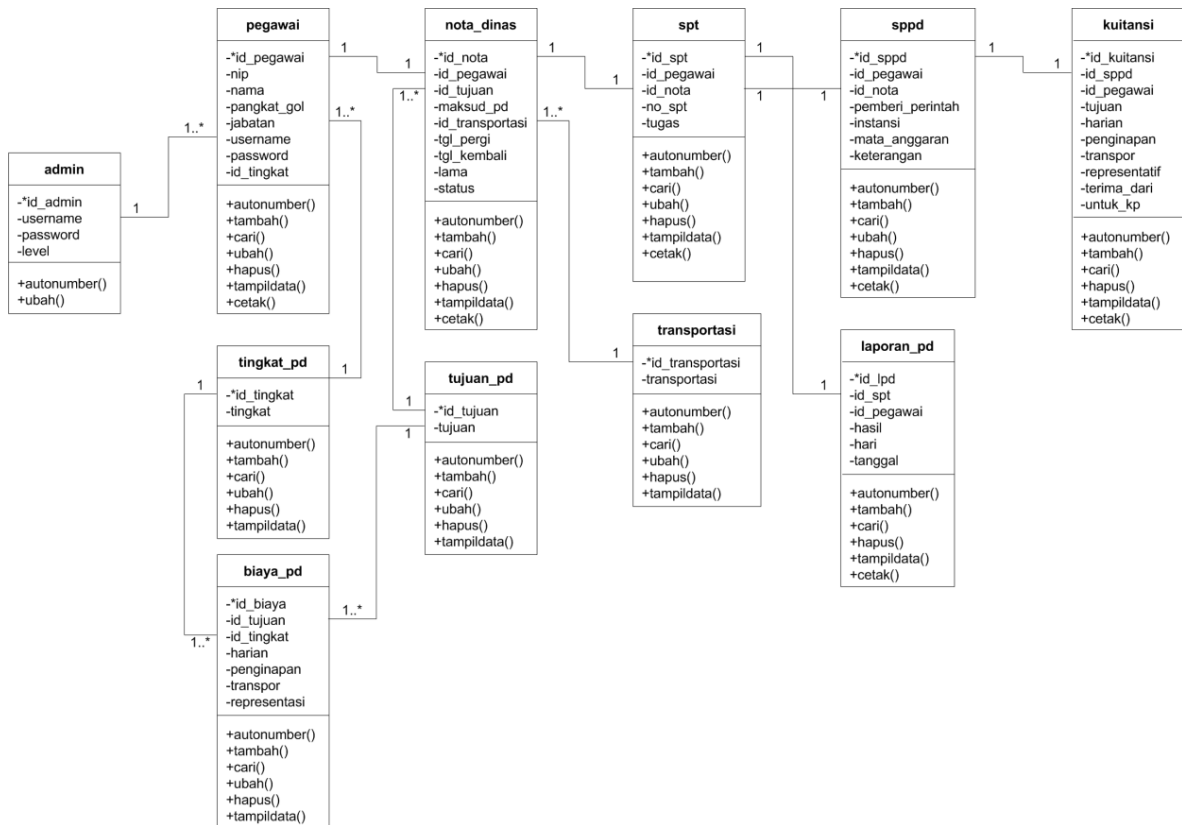 pegawai
-*id_pegawai
-nip
-nama
-pangkat_gol
-jabatan
-username
-password
-id_tingkat
+autonumber()
+tambah()
+cari()
+ubah()
+hapus()
+tampildata()
+cetak()
nota_dinas
-*id_nota
-id_pegawai
-id_tujuan
-maksud_pd
-id_transportasi
-tgl_pergi
-tgl_kembali
-lama
-status
+autonumber()
+tambah()
+cari()
+ubah()
+hapus()
+tampildata()
+cetak()
spt
-*id_spt
-id_pegawai
-id_nota
-no_spt
-tugas
+autonumber()
+tambah()
+cari()
+ubah()
+hapus()
+tampildata()
+cetak()
sppd
-*id_sppd
-id_pegawai
-id_nota
-pemberi_perintah
-instansi
-mata_anggaran
-keterangan
+autonumber()
+tambah()
+cari()
+ubah()
+hapus()
+tampildata()
+cetak()
kuitansi
-*id_kuitansi
-id_sppd
-id_pegawai
-tujuan
-harian
-penginapan
-transpor
-representatif
-terima_dari
-untuk_kp
+autonumber()
+tambah()
+cari()
+hapus()
+tampildata()
+cetak()
admin
-*id_admin
-username
-password
-level
+autonumber()
+ubah()
tingkat_pd
-*id_tingkat
-tingkat
+autonumber()
+tambah()
+cari()
+ubah()
+hapus()
+tampildata()
tujuan_pd
-*id_tujuan
-tujuan
+autonumber()
+tambah()
+cari()
+ubah()
+hapus()
+tampildata()
transportasi
-*id_transportasi
-transportasi
+autonumber()
+tambah()
+cari()
+ubah()
+hapus()
+tampildata()
laporan_pd
-*id_lpd
-id_spt
-id_pegawai
-hasil
-hari
-tanggal
+autonumber()
+tambah()
+cari()
+hapus()
+tampildata()
+cetak()
biaya_pd
-*id_biaya
-id_tujuan
-id_tingkat
-harian
-penginapan
-transpor
-representasi
+autonumber()
+tambah()
+cari()
+ubah()
+hapus()
+tampildata()
1
1..*
1
1
1
1
1
1
1
1
1
1
1..*
1
1..*
1
1..*
1
1
1
1..*
1..*
1
1